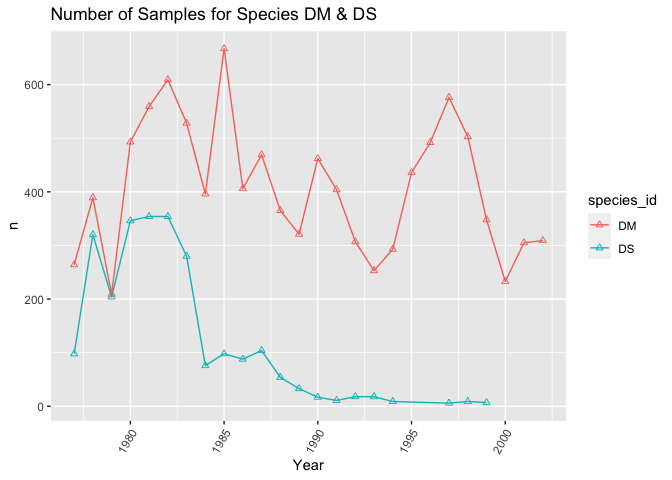 Number of Samples for Species DM & DS
n
600
400
200
0
1980
1985
1990
1995
2000
Year
species_id
DM
DS